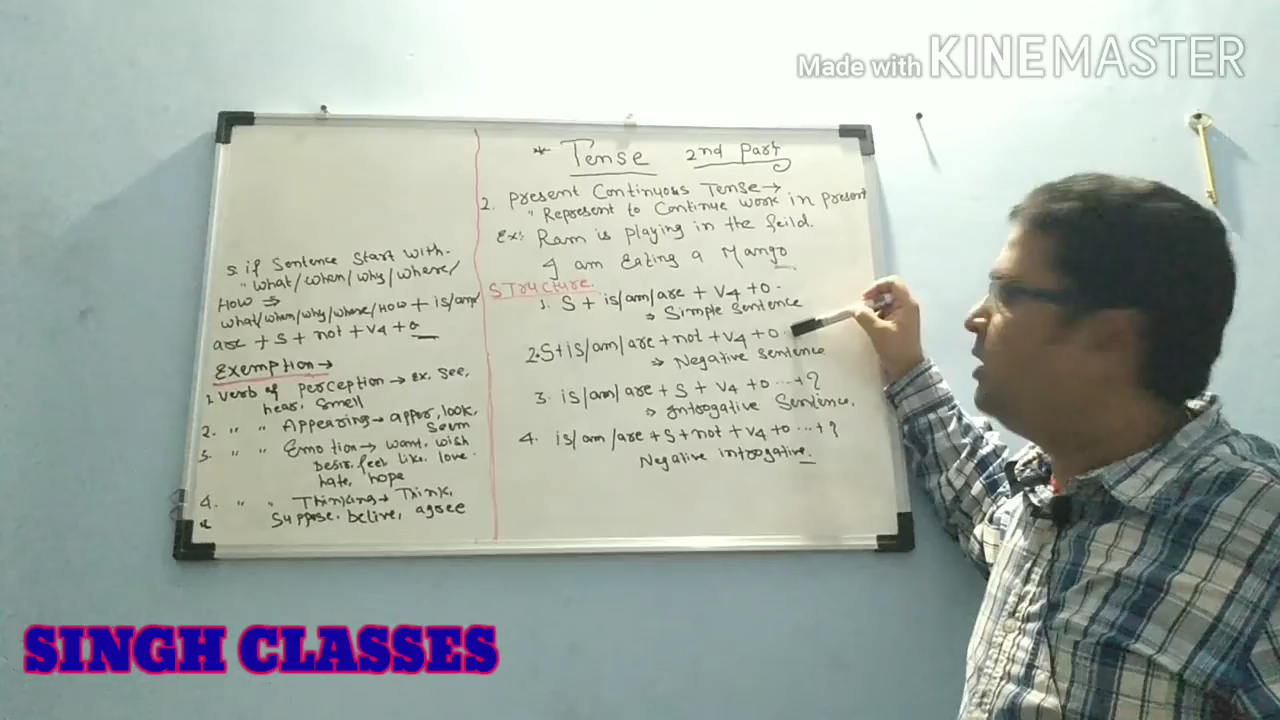 Made with KINEMASTER
* Tense 2nd Part
2. Present Continuous Tense →
" Represent to Continue work in present
Ex: Ram is playing in the feild.
I am Eating a Mango
STructure.
1. S + is/am/are + V4 + O.
⇒ Simple Sentence
2. S+is/am/are +not +V4 +O
⇒ Negative Sentence
3. is/am/are + S + V4 +O ...+ ?
⇒ Introgative Sentence.
4. is/am/are +S+not +V4+O ...+ ?
Negative introgative.
5. if Sentence Start with.
"What/when/why/where/
How ⇒
What/when/why/where/How + is/am/
are + S + not + V4 + O
Exemption →
1. Verb of Perception → Ex. See,
hear, Smell
2. " " Appearing → apper, look,
Seem
3. " " Emotion → want, wish
Desir, feel, like, love.
hate, hope
4. " " Thinking → Think,
Suppose, belive, agree
SINGH CLASSES